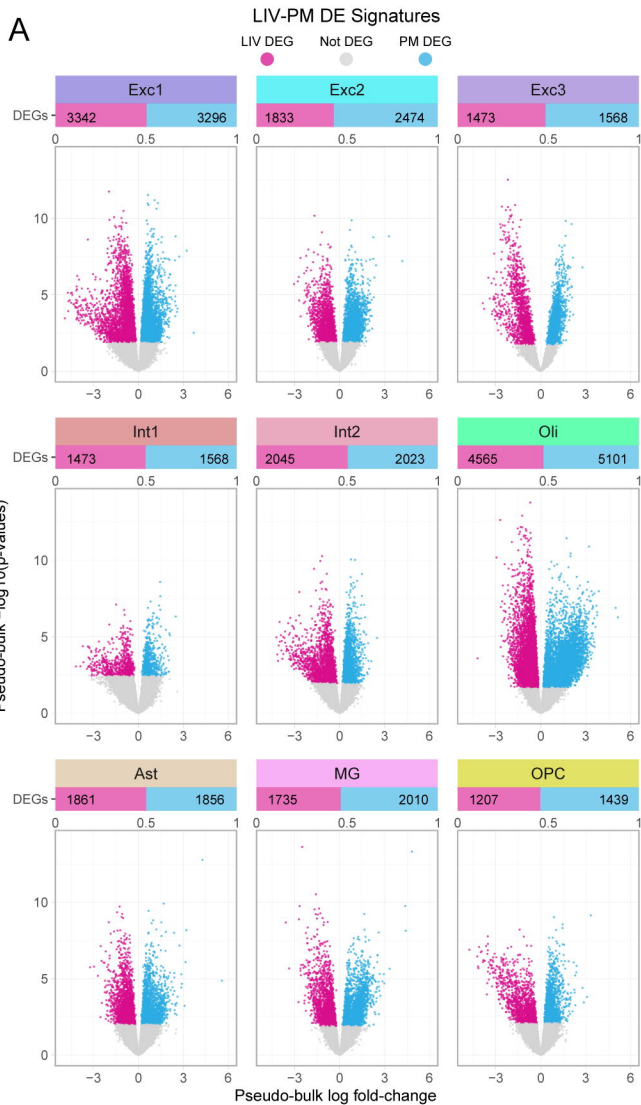 A
LIV-PM DE Signatures
LIV DEG Not DEG PM DEG
Exc1 Exc2 Exc3
DEGs 3342 3296 1833 2474 1473 1568
0 0.5 1 0 0.5 1 0 0.5 1
10
5
0
−3 0 3 6 −3 0 3 6 −3 0 3 6
Int1 Int2 Oli
DEGs 1473 1568 2045 2023 4565 5101
0 0.5 1 0 0.5 1 0 0.5 1
10
5
0
−3 0 3 6 −3 0 3 6 −3 0 3 6
Pseudo-bulk −log10(p-values)
Ast MG OPC
DEGs 1861 1856 1735 2010 1207 1439
0 0.5 1 0 0.5 1 0 0.5 1
10
5
0
−3 0 3 6 −3 0 3 6 −3 0 3 6
Pseudo-bulk log fold-change